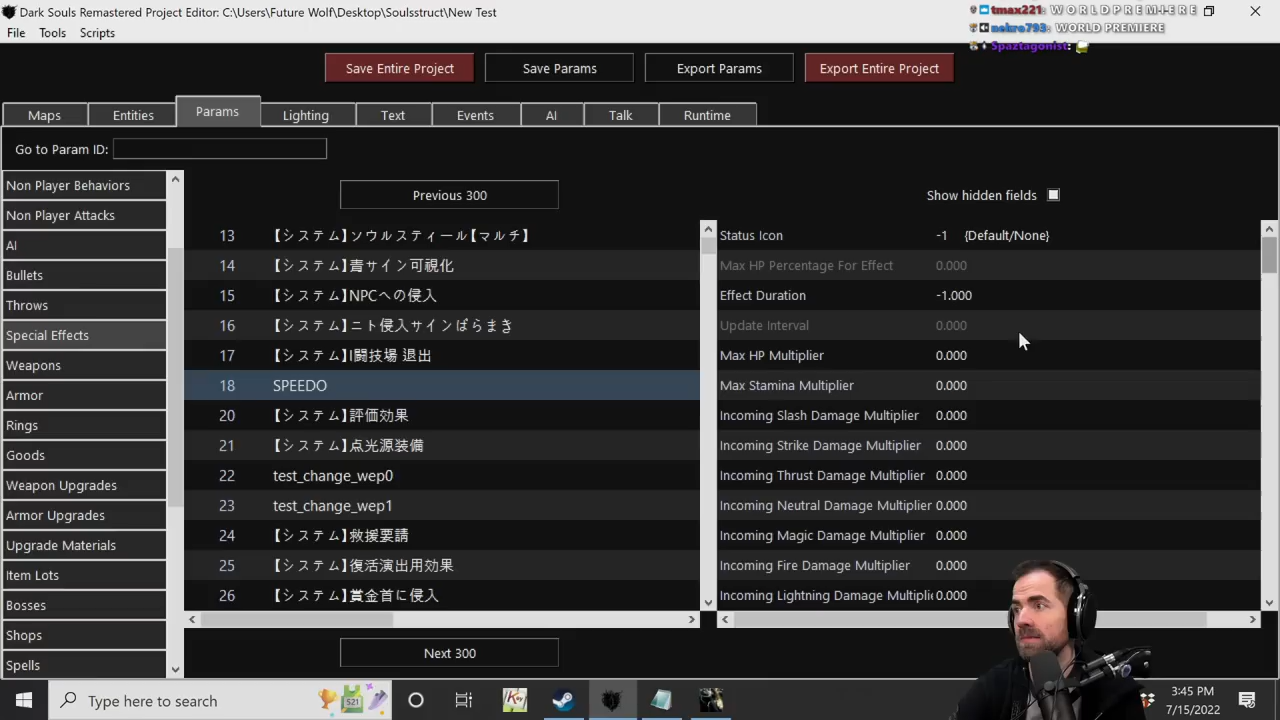 Dark Souls Remastered Project Editor: C:\Users\Future Wolf\Desktop\Soulsstruct\New Test
tmax221: W O R L D P R E M I E R E
nekro793: WORLD PREMIERE
Spaztagonist:
File Tools Scripts
Save Entire Project Save Params Export Params Export Entire Project
Maps Entities Params Lighting Text Events AI Talk Runtime
Go to Param ID:
Previous 300
Show hidden fields
Non Player Behaviors
Non Player Attacks
AI
Bullets
Throws
Special Effects
Weapons
Armor
Rings
Goods
Weapon Upgrades
Armor Upgrades
Upgrade Materials
Item Lots
Bosses
Shops
Spells
13 【システム】ソウルスティール【マルチ】
14 【システム】青サイン可視化
15 【システム】NPCへの侵入
16 【システム】ニト侵入サインばらまき
17 【システム】闘技場 退出
18 SPEEDO
20 【システム】評価効果
21 【システム】点光源装備
22 test_change_wep0
23 test_change_wep1
24 【システム】救援要請
25 【システム】復活演出用効果
26 【システム】賞金首に侵入
Status Icon -1 {Default/None}
Max HP Percentage For Effect 0.000
Effect Duration -1.000
Update Interval 0.000
Max HP Multiplier 0.000
Max Stamina Multiplier 0.000
Incoming Slash Damage Multiplier 0.000
Incoming Strike Damage Multiplier 0.000
Incoming Thrust Damage Multiplier 0.000
Incoming Neutral Damage Multiplier 0.000
Incoming Magic Damage Multiplier 0.000
Incoming Fire Damage Multiplier 0.000
Incoming Lightning Damage Multipli 0.000
Next 300
Type here to search
521
Key
3:45 PM
7/15/2022